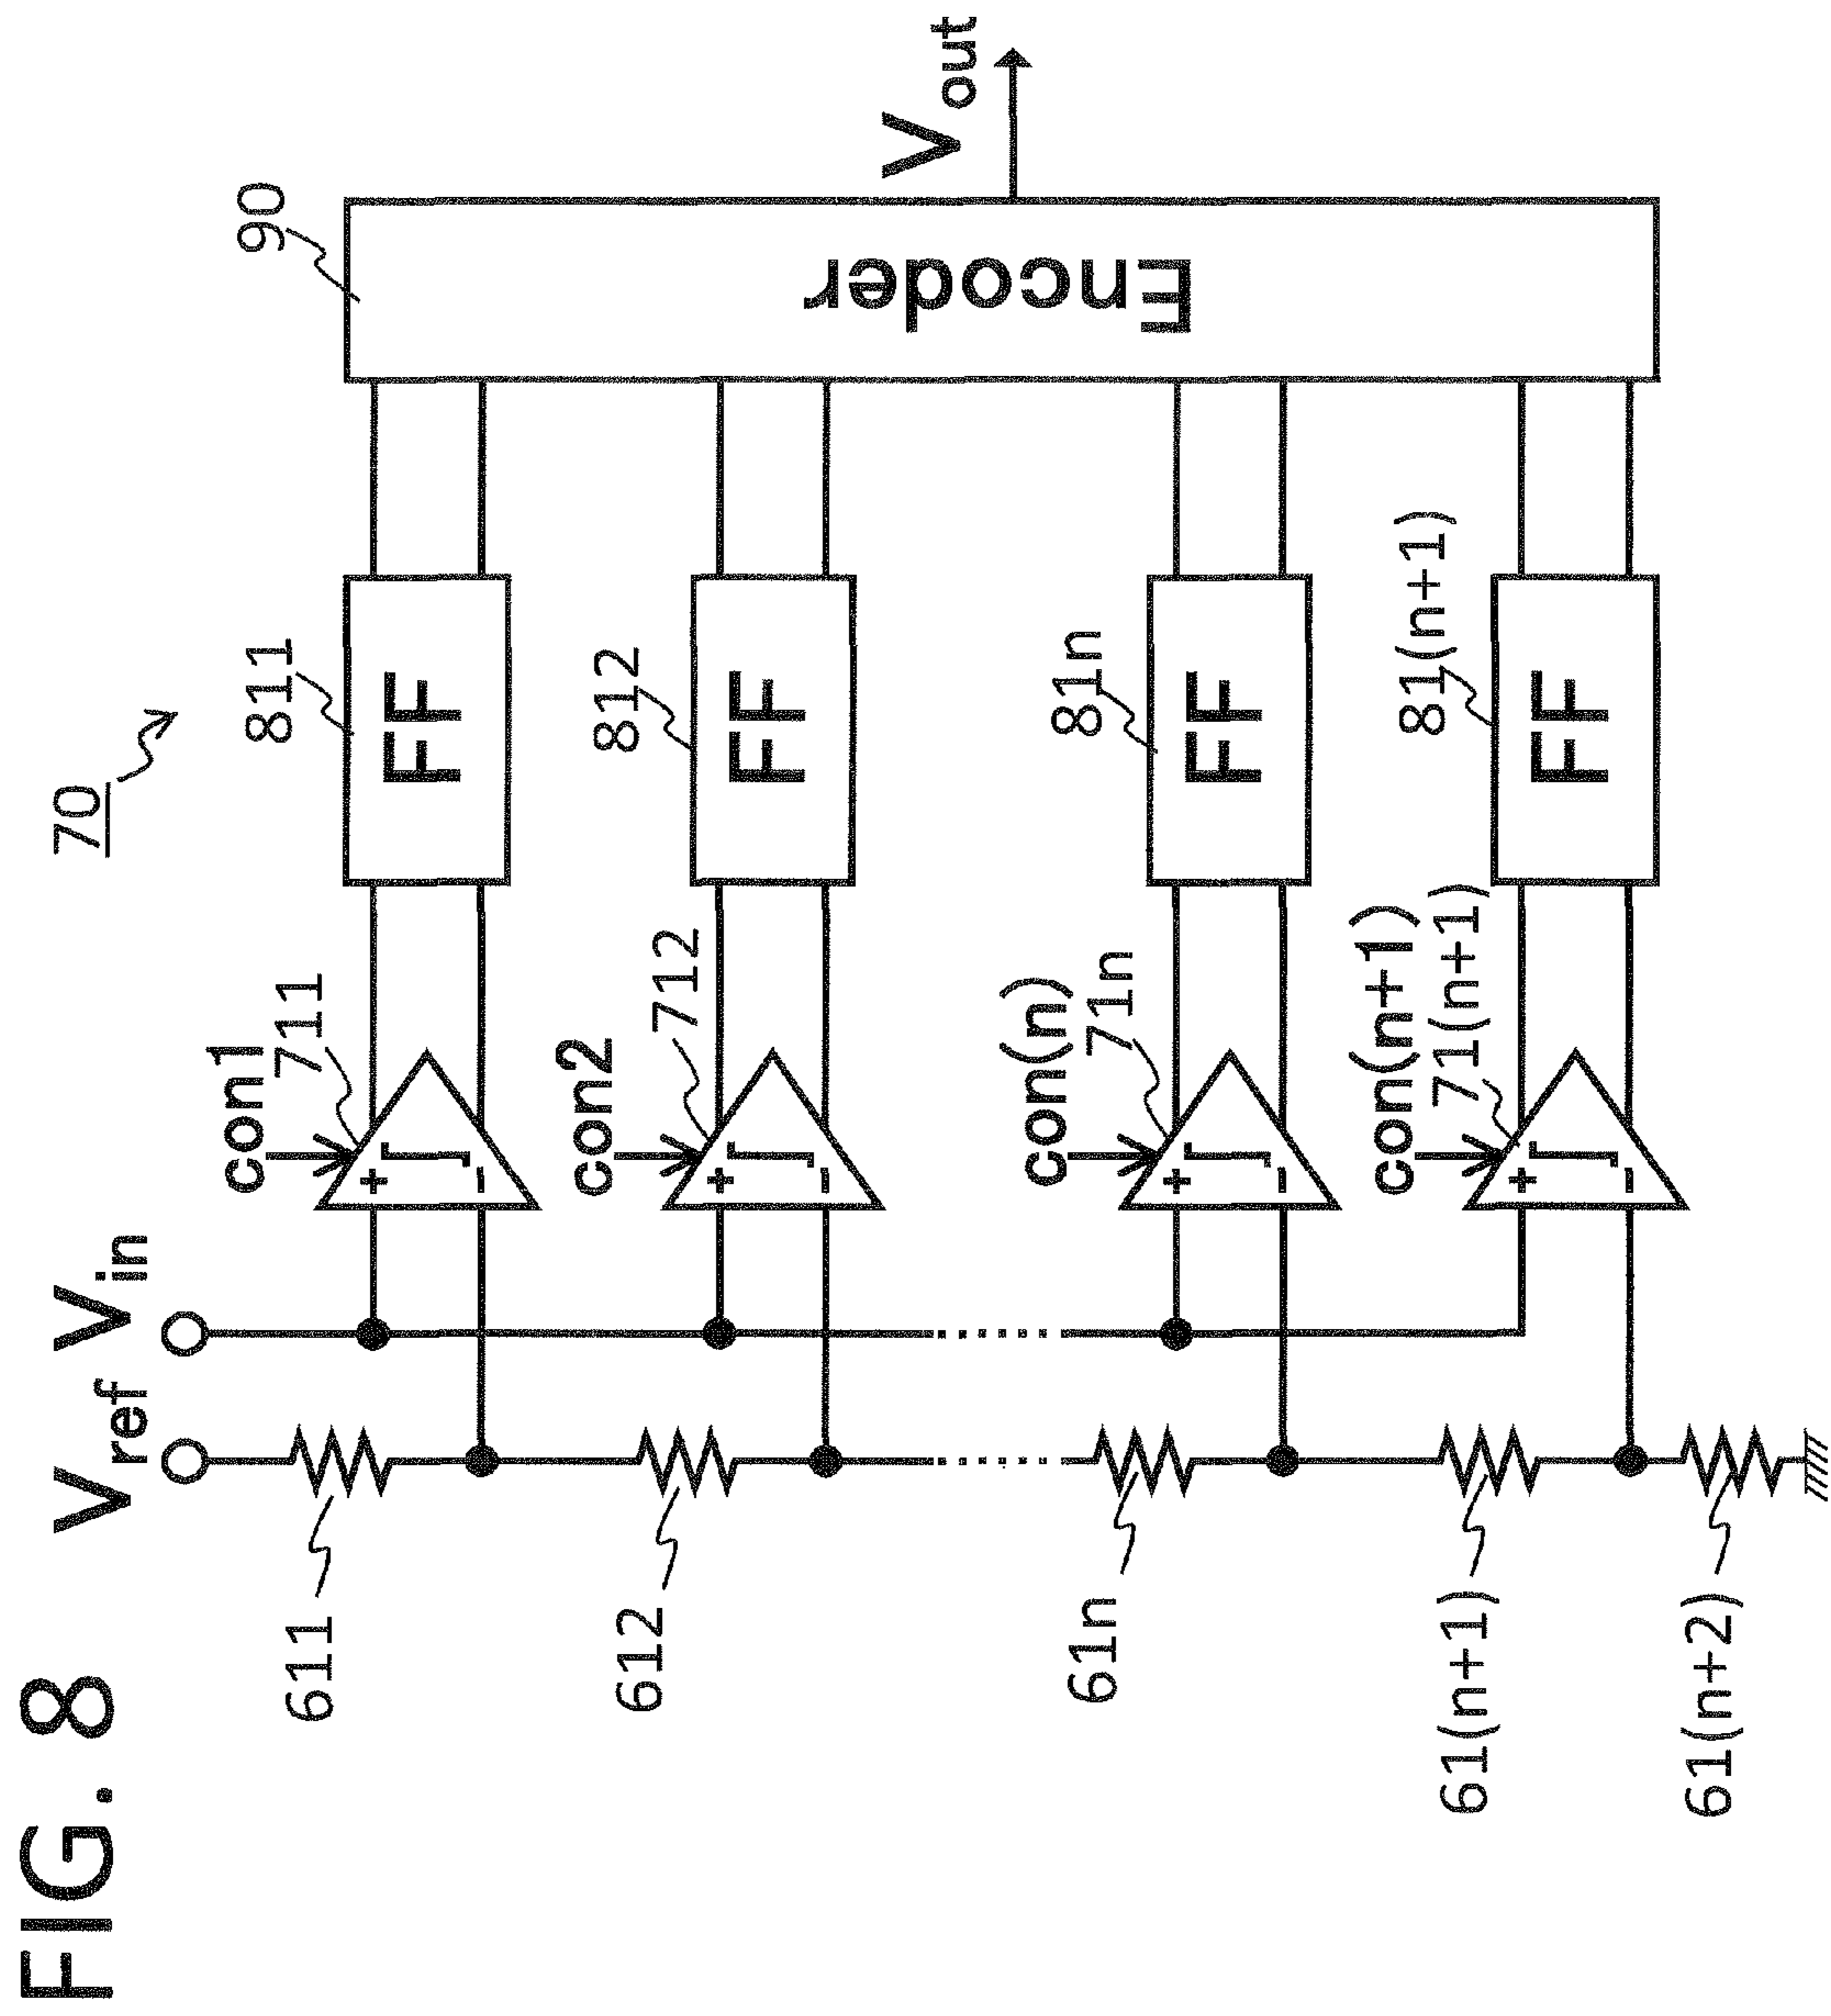 FIG. 8
70
Vref
Vin
611
612
61n
61(n+1)
61(n+2)
con1
711
con2
712
con(n)
71n
con(n+1)
71(n+1)
+
-
+
-
+
-
+
-
811
FF
812
FF
81n
FF
81(n+1)
FF
90
Encoder
Vout